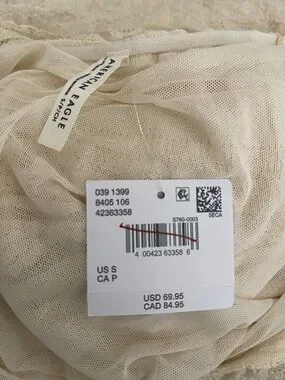 AMERICAN EAGLE
S/P/CH
039 1399
8405 106
42363358
S760-0003
SECA
4 00423 63358 6
US S
CA P
USD 69.95
CAD 84.95